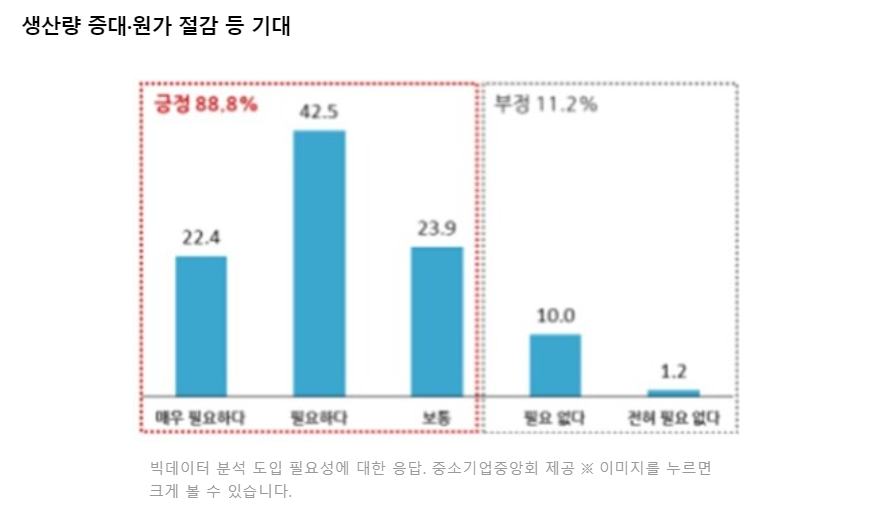 생산량 증대·원가 절감 등 기대
긍정 88.8%
부정 11.2%
42.5
22.4
23.9
10.0
1.2
매우 필요하다
필요하다
보통
필요 없다
전혀 필요 없다
빅데이터 분석 도입 필요성에 대한 응답. 중소기업중앙회 제공 ※ 이미지를 누르면
크게 볼 수 있습니다.